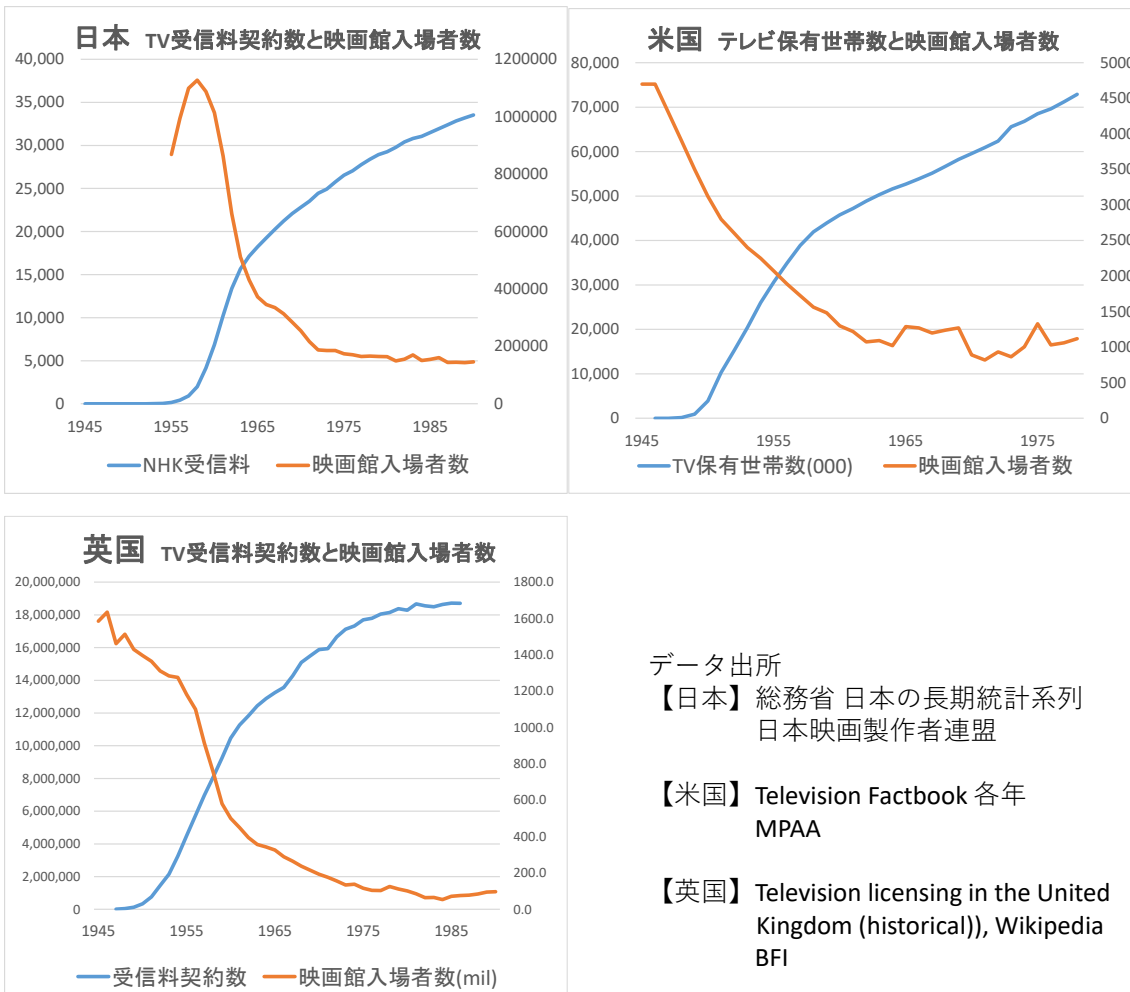 日本 TV受信料契約数と映画館入場者数
40,000
35,000
30,000
25,000
20,000
15,000
10,000
5,000
0
1200000
1000000
800000
600000
400000
200000
0
1945 1955 1965 1975 1985
NHK受信料 映画館入場者数
米国 テレビ保有世帯数と映画館入場者数
80,000
70,000
60,000
50,000
40,000
30,000
20,000
10,000
0
500
0
1945 1955 1965 1975
TV保有世帯数(000) 映画館入場者数
英国 TV受信料契約数と映画館入場者数
20,000,000
18,000,000
16,000,000
14,000,000
12,000,000
10,000,000
8,000,000
6,000,000
4,000,000
2,000,000
0
1800.0
1600.0
1400.0
1200.0
1000.0
800.0
600.0
400.0
200.0
0.0
1945 1955 1965 1975 1985
受信料契約数 映画館入場者数(mil)
データ出所
【日本】総務省 日本の長期統計系列
日本映画製作者連盟
【米国】Television Factbook 各年
MPAA
【英国】Television licensing in the United
Kingdom (historical)), Wikipedia
BFI